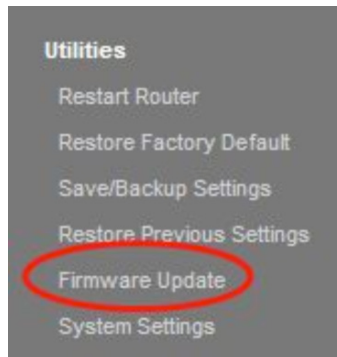 Utilities
Restart Router
Restore Factory Default
Save/Backup Settings
Restore Previous Settings
Firmware Update
System Settings